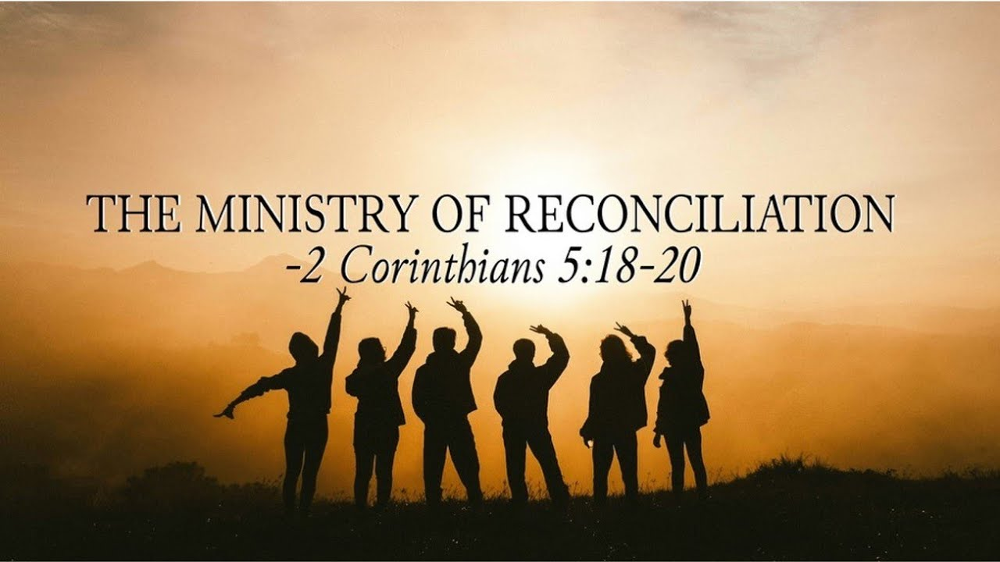 THE MINISTRY OF RECONCILIATION
-2 Corinthians 5:18-20